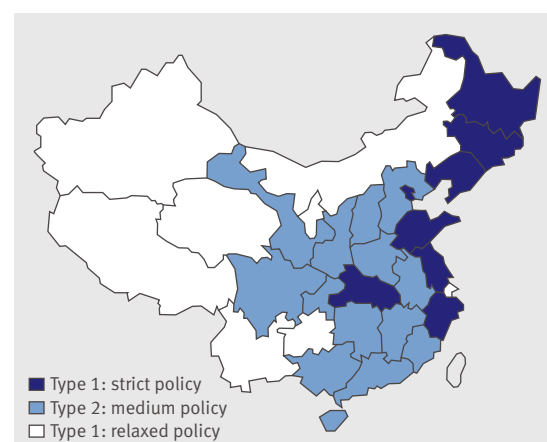 Type 1: strict policy
Type 2: medium policy
Type 1: relaxed policy